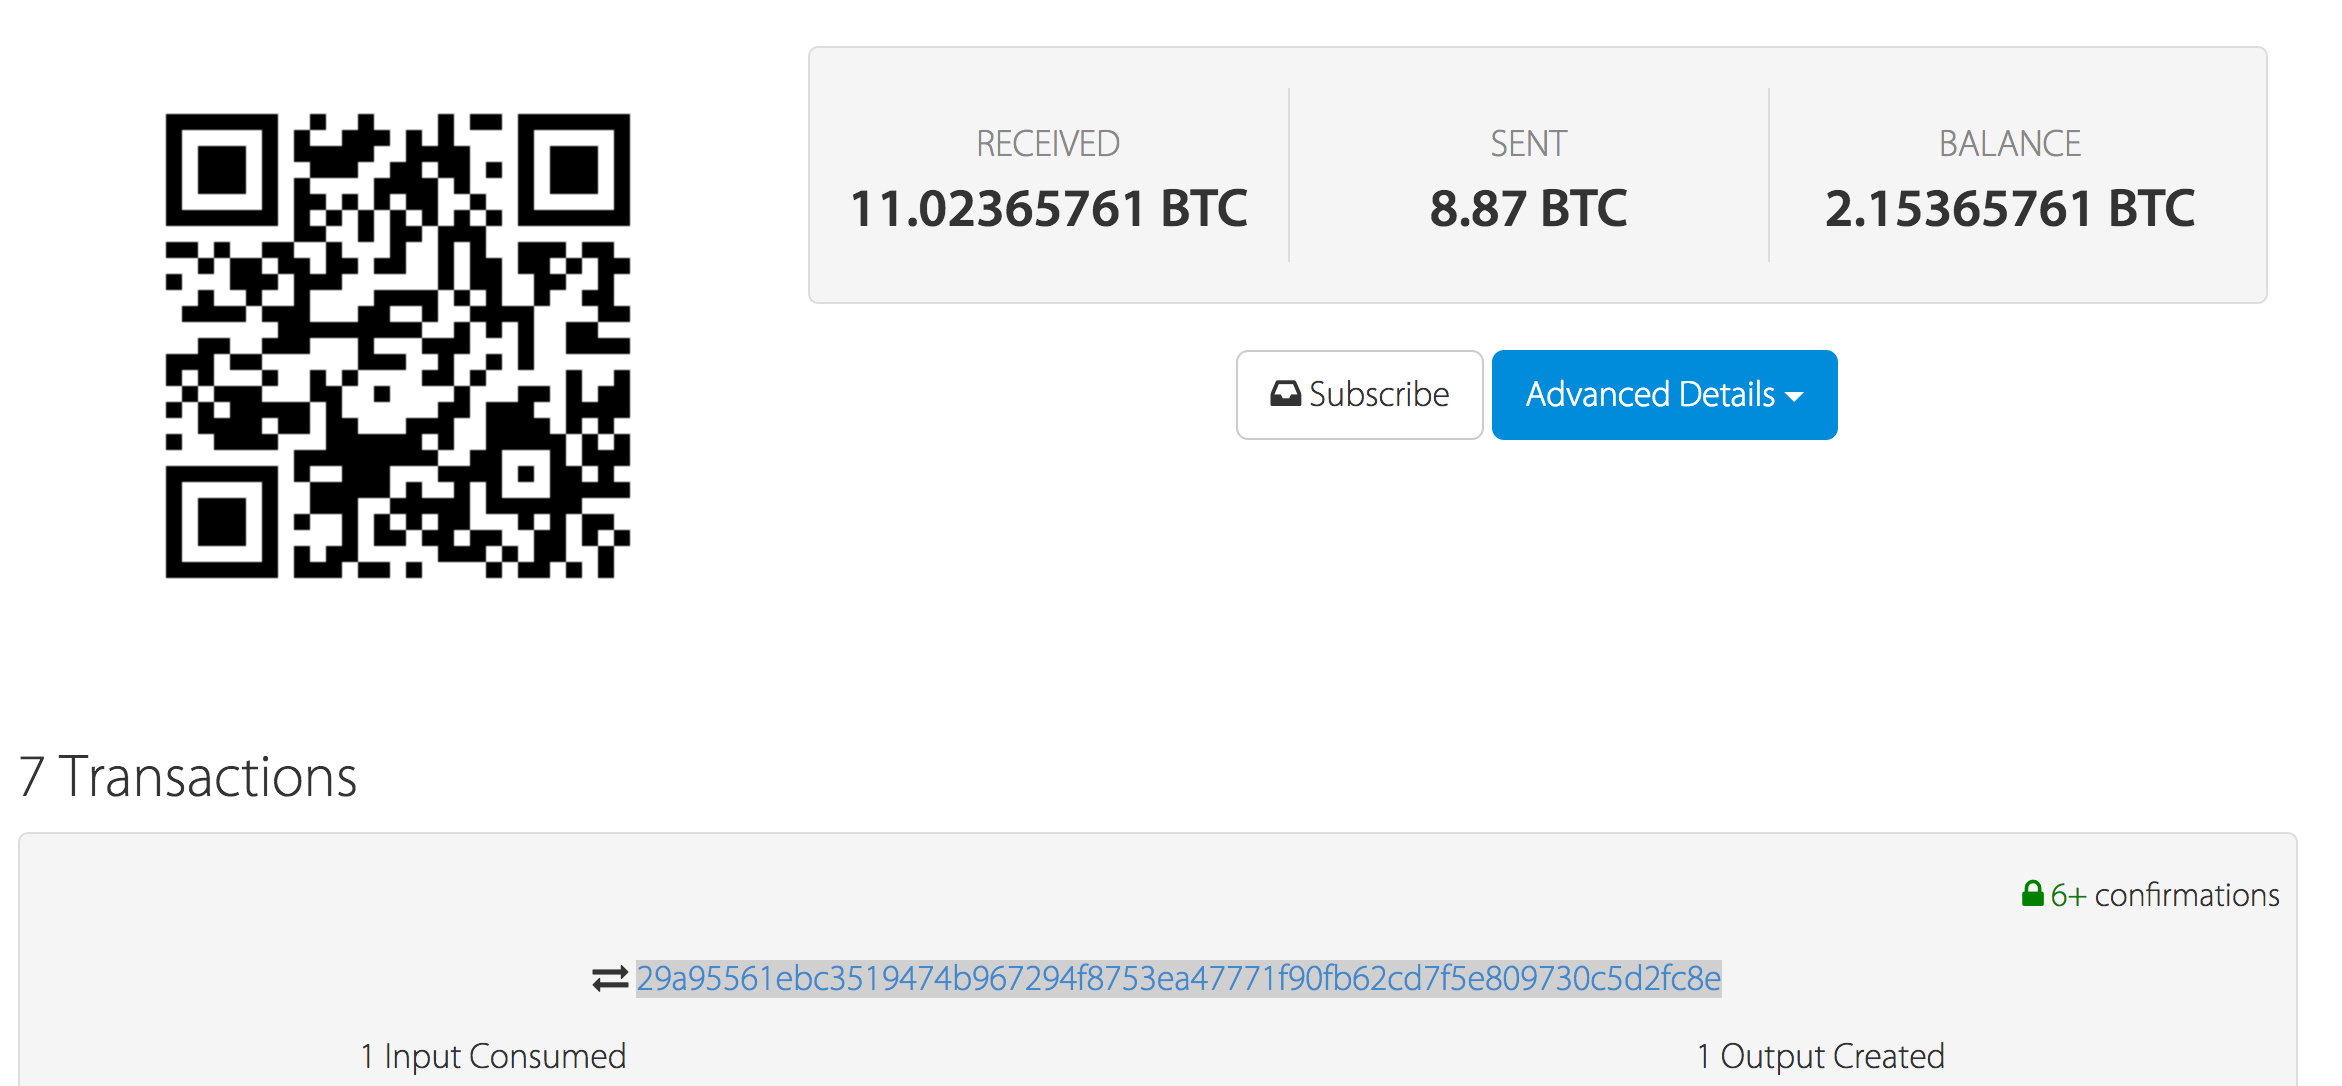 RECEIVED SENT BALANCE
11.02365761 BTC 8.87 BTC 2.15365761 BTC
Subscribe Advanced Details
7 Transactions
6+ confirmations
29a95561ebc3519474b967294f8753ea47771f90fb62cd7f5e809730c5d2fc8e
1 Input Consumed 1 Output Created